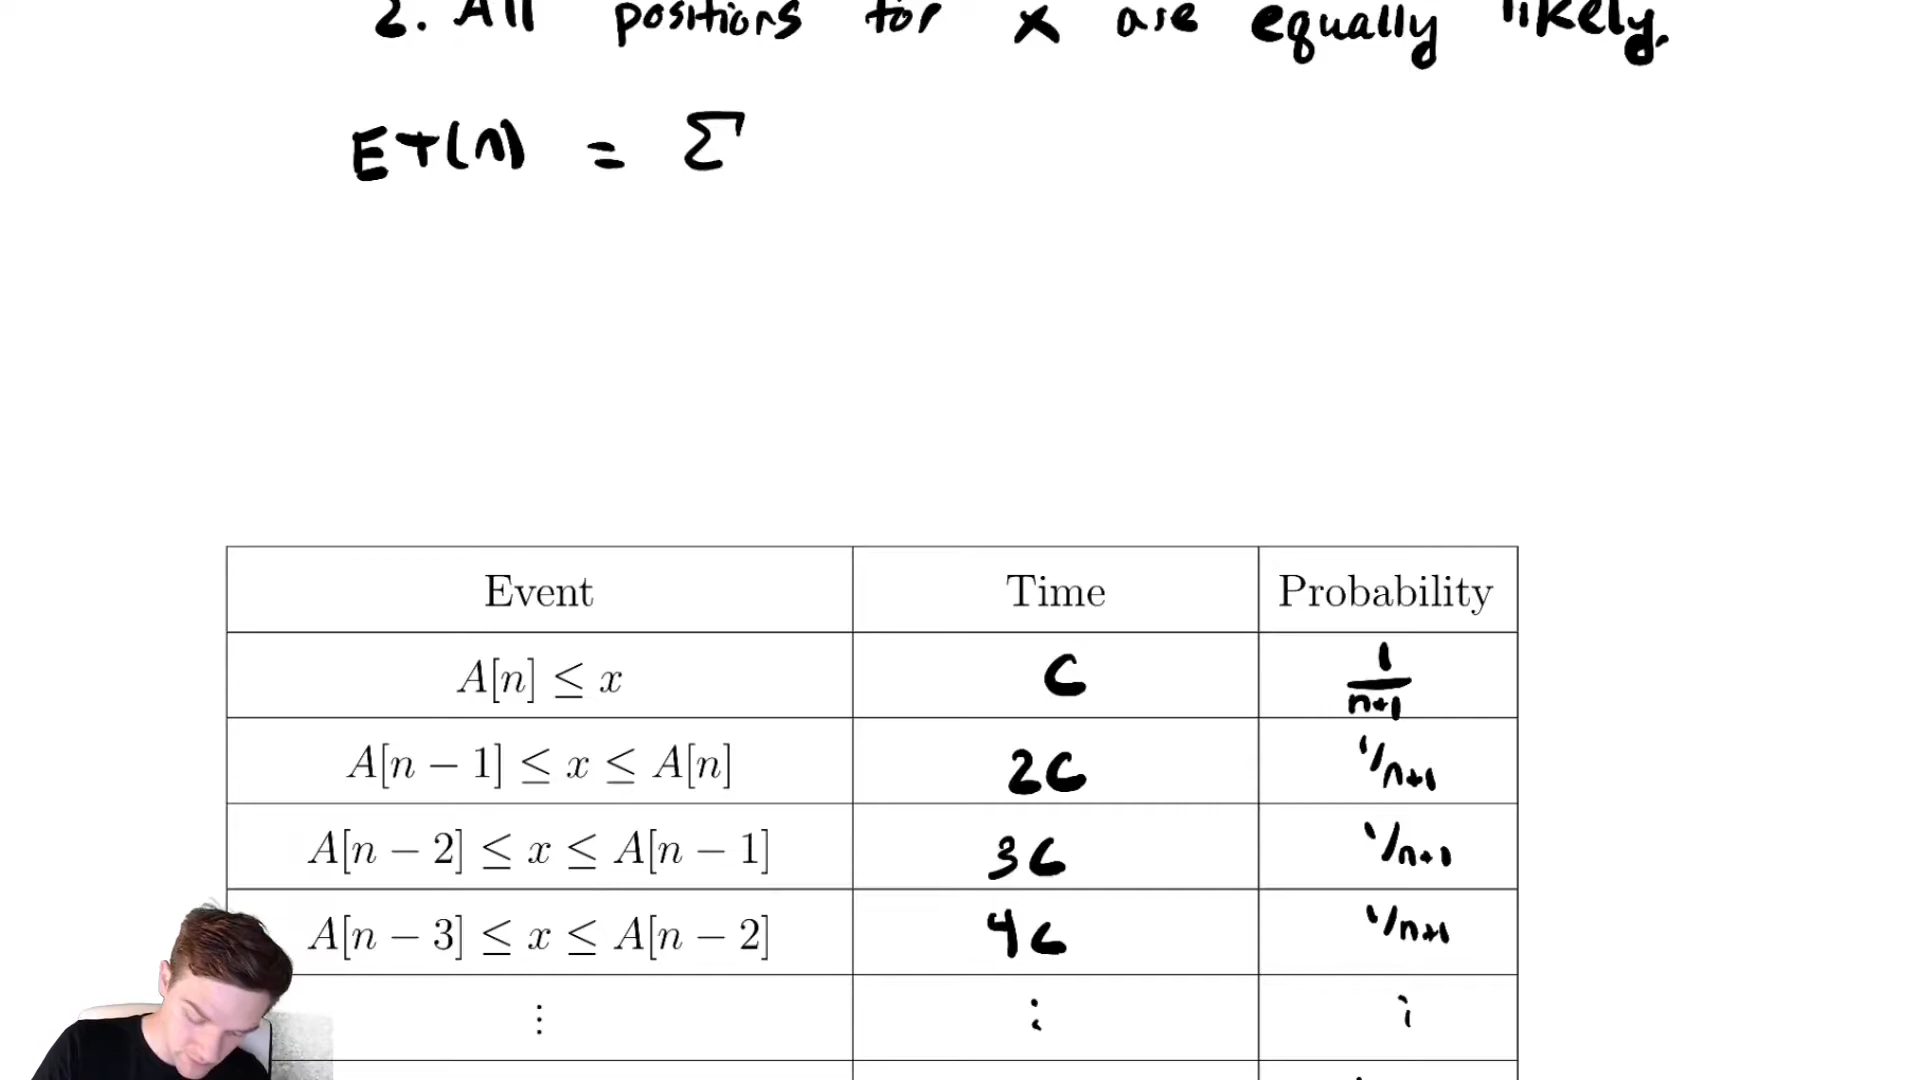 2. All positions for x are equally likely.
ET(n) = Σ
Event Time Probability
A[n] ≤ x C 1/n+1
A[n − 1] ≤ x ≤ A[n] 2C 1/n+1
A[n − 2] ≤ x ≤ A[n − 1] 3C 1/n+1
A[n − 3] ≤ x ≤ A[n − 2] 4C 1/n+1
⋮ ⋮ ⋮